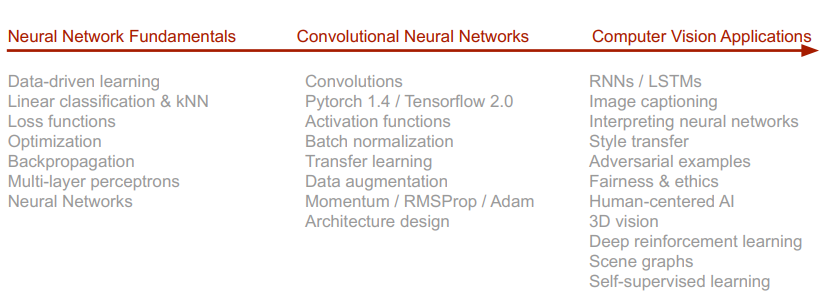 Neural Network Fundamentals
Data-driven learning
Linear classification & kNN
Loss functions
Optimization
Backpropagation
Multi-layer perceptrons
Neural Networks
Convolutional Neural Networks
Convolutions
Pytorch 1.4 / Tensorflow 2.0
Activation functions
Batch normalization
Transfer learning
Data augmentation
Momentum / RMSProp / Adam
Architecture design
Computer Vision Applications
RNNs / LSTMs
Image captioning
Interpreting neural networks
Style transfer
Adversarial examples
Fairness & ethics
Human-centered AI
3D vision
Deep reinforcement learning
Scene graphs
Self-supervised learning